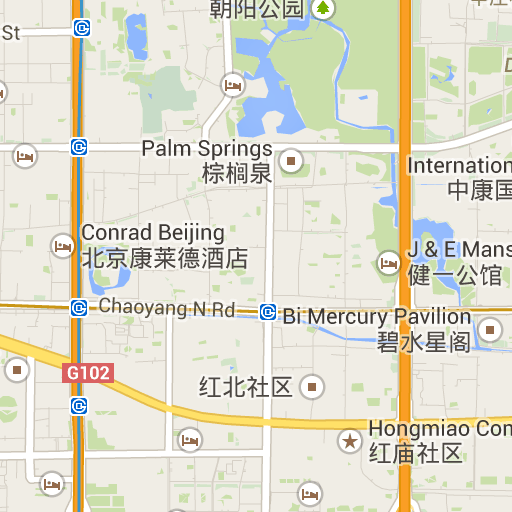 朝阳公园
St
Palm Springs
棕榈泉
International
中康国
Conrad Beijing
北京康莱德酒店
J & E Mans
健一公馆
Chaoyang N Rd
Bi Mercury Pavilion
碧水星阁
G102
红北社区
Hongmiao Com
红庙社区